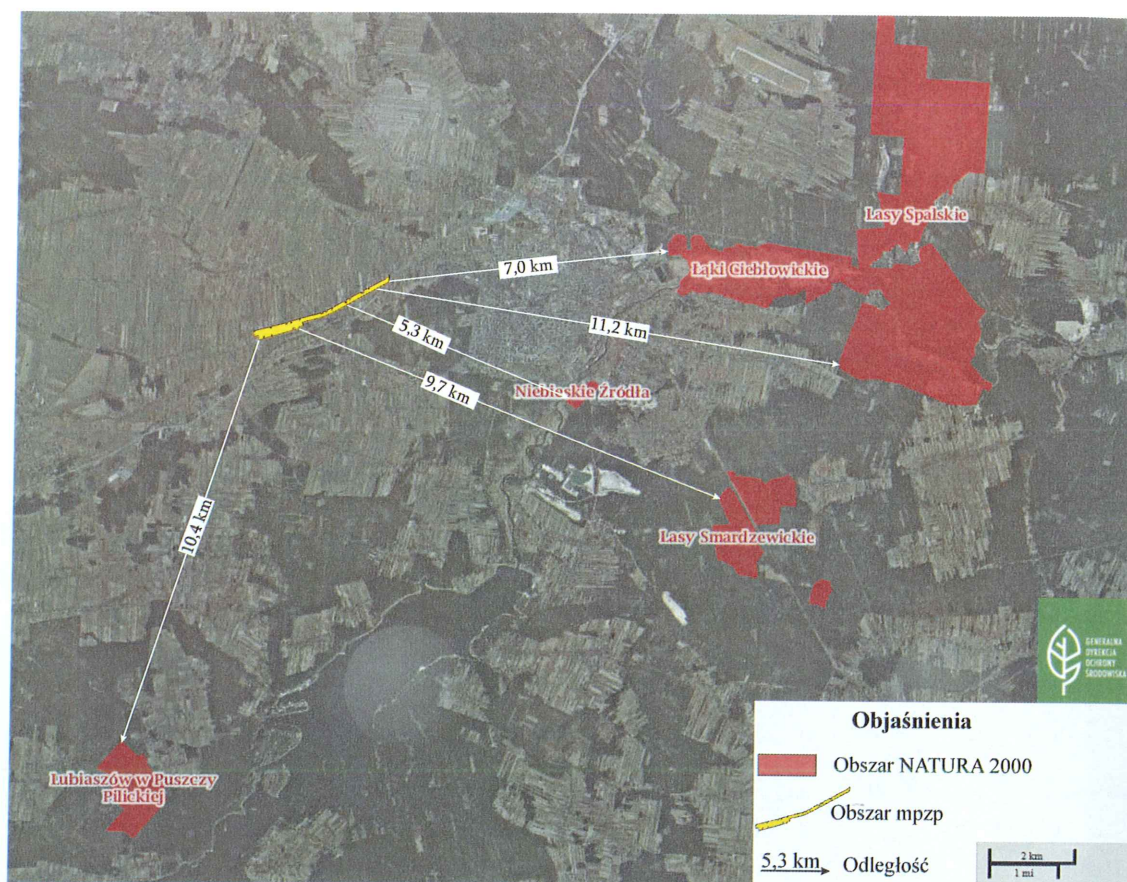 Lasy Spalskie
Łąki Ciebłowickie
7,0 km
11,2 km
5,3 km
Niebieskie Źródła
9,7 km
10,4 km
Lasy Smardzewickie
GENERALNA
DYREKCJA
OCHRONY
ŚRODOWISKA
Lubiaszów w Puszczy
Pilickiej
Objaśnienia
Obszar NATURA 2000
Obszar mpzp
5,3 km Odległość
2 km
1 mi